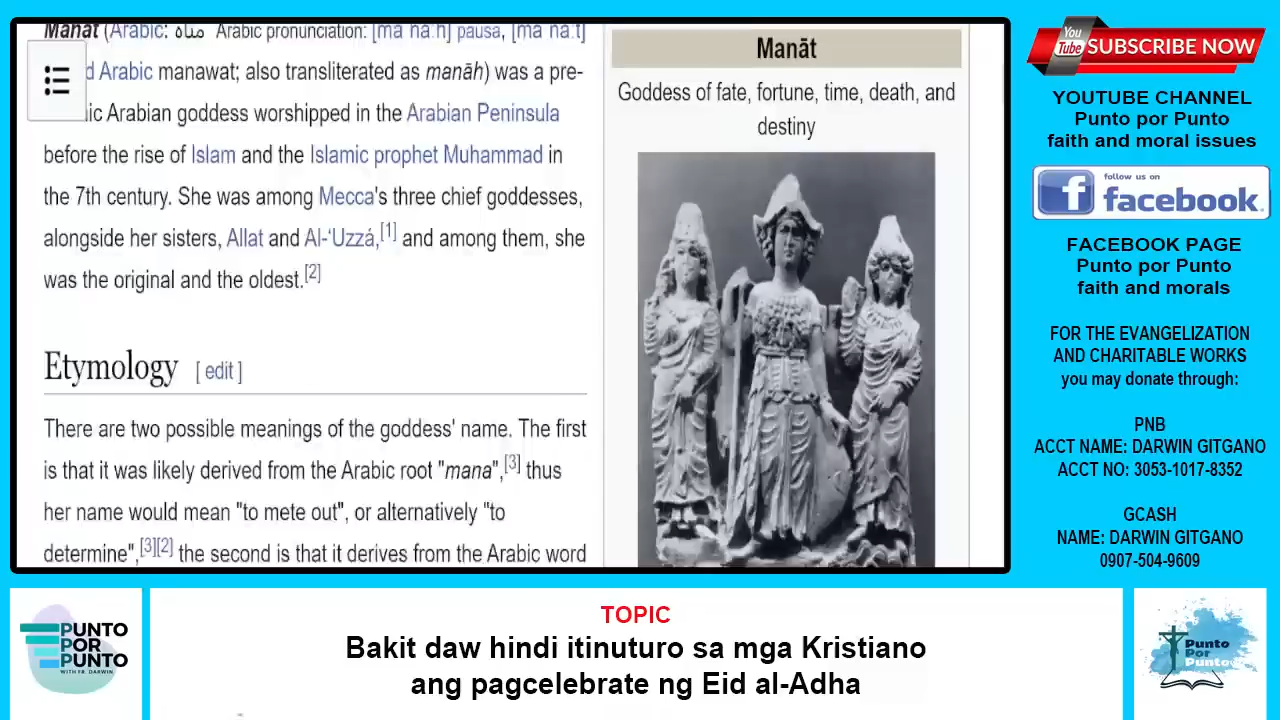 Manāt (Arabic: مناة Arabic pronunciation: [maˈnaːh] pausa, [maˈnaːt]
d Arabic manawat; also transliterated as manāh) was a pre-
ic Arabian goddess worshipped in the Arabian Peninsula
before the rise of Islam and the Islamic prophet Muhammad in
the 7th century. She was among Mecca's three chief goddesses,
alongside her sisters, Allat and Al-'Uzzá,[1] and among them, she
was the original and the oldest.[2]
Etymology [ edit ]
There are two possible meanings of the goddess' name. The first
is that it was likely derived from the Arabic root "mana",[3] thus
her name would mean "to mete out", or alternatively "to
determine",[3][2] the second is that it derives from the Arabic word
Manāt
Goddess of fate, fortune, time, death, and
destiny
You
Tube
SUBSCRIBE NOW
YOUTUBE CHANNEL
Punto por Punto
faith and moral issues
follow us on
f facebook.
FACEBOOK PAGE
Punto por Punto
faith and morals
FOR THE EVANGELIZATION
AND CHARITABLE WORKS
you may donate through:
PNB
ACCT NAME: DARWIN GITGANO
ACCT NO: 3053-1017-8352
GCASH
NAME: DARWIN GITGANO
0907-504-9609
PUNTO
POR
PUNTO
WITH FR. DARWIN
TOPIC
Bakit daw hindi itinuturo sa mga Kristiano
ang pagcelebrate ng Eid al-Adha
Punto
Por
Punto